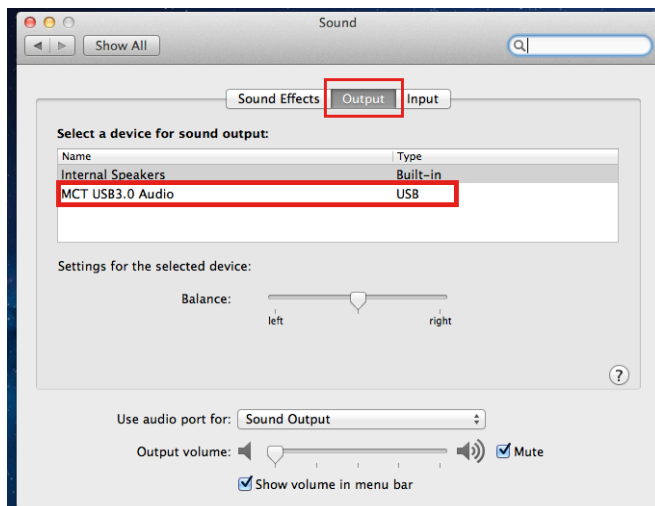 Sound
Show All
Sound Effects Output Input
Select a device for sound output:
Name Type
Internal Speakers Built-in
MCT USB3.0 Audio USB
Settings for the selected device:
Balance:
left right
?
Use audio port for: Sound Output
Output volume: Mute
Show volume in menu bar